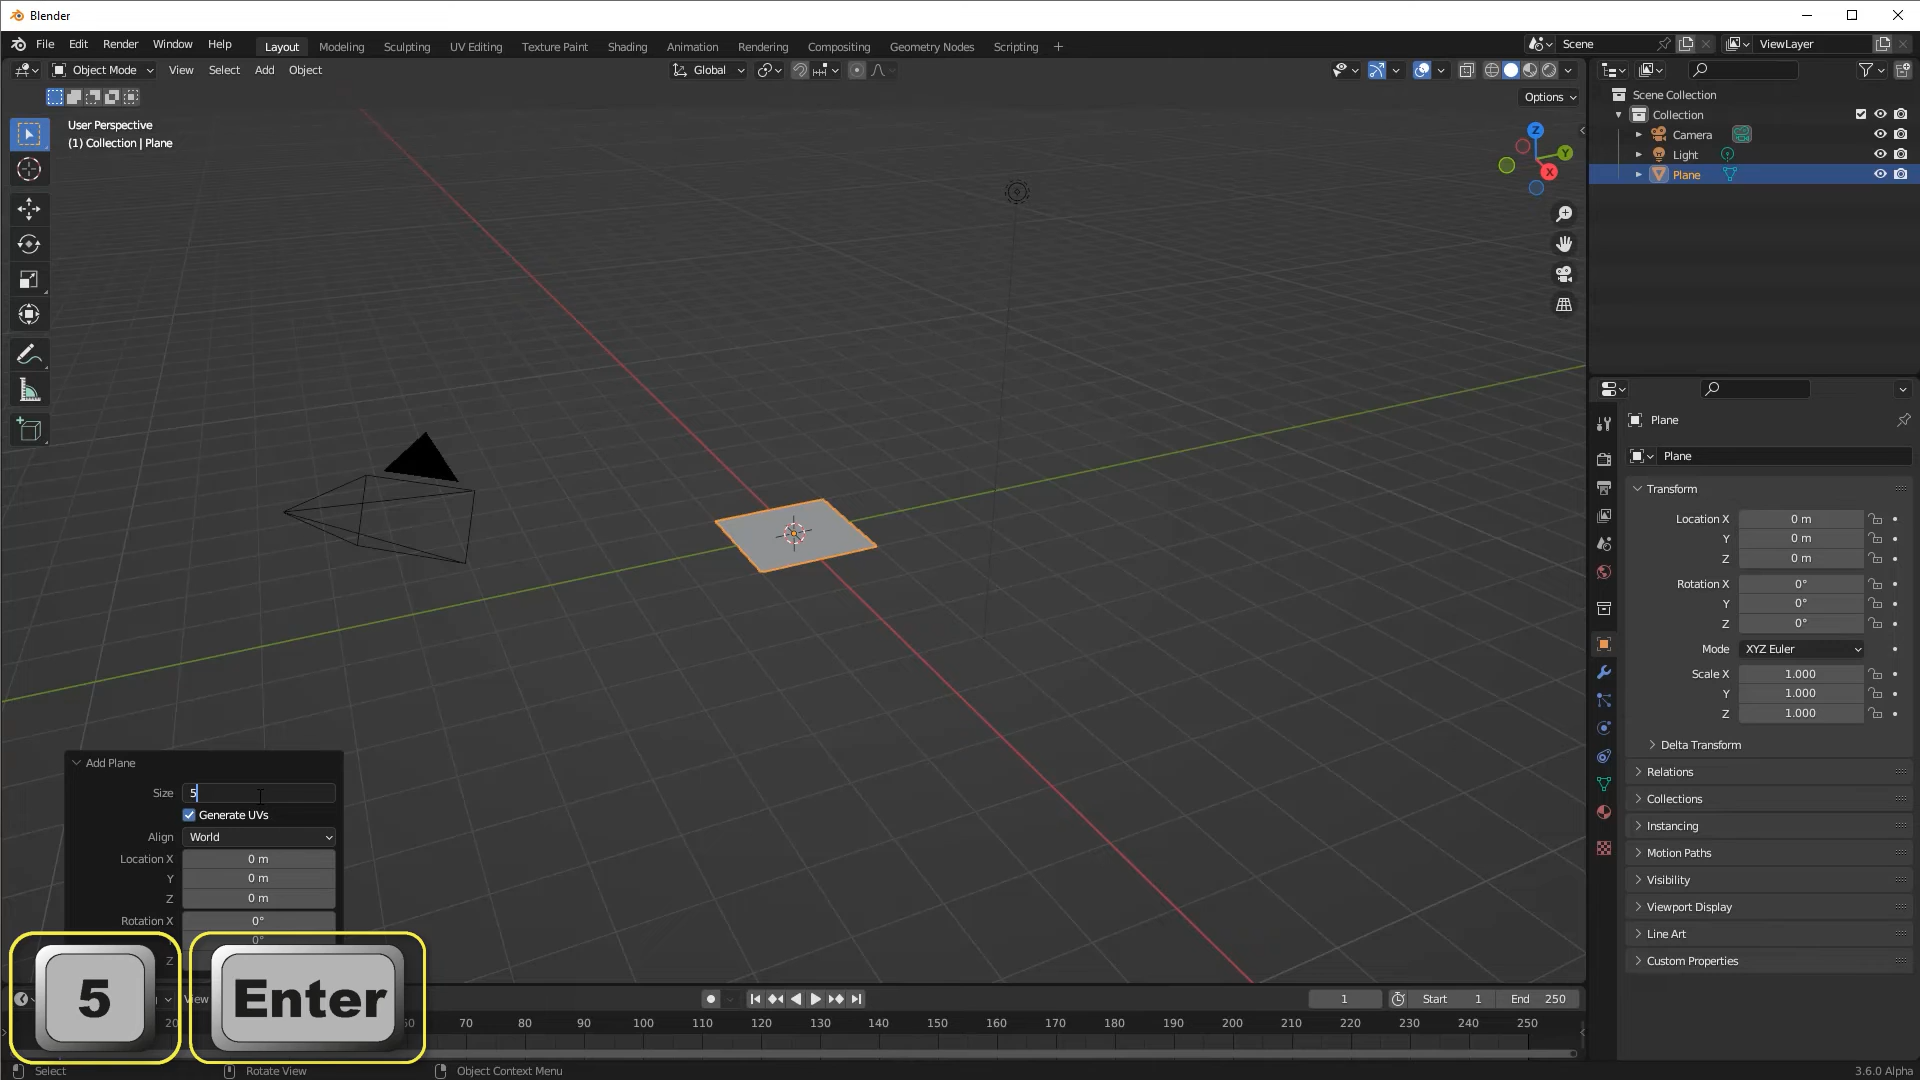 Blender
File Edit Render Window Help Layout Modeling Sculpting UV Editing Texture Paint Shading Animation Rendering Compositing Geometry Nodes Scripting + Scene ViewLayer
Object Mode View Select Add Object Global
Options
User Perspective
(1) Collection | Plane
Z
Y
X
Scene Collection
Collection
Camera
Light
Plane
Plane
Plane
Transform
Location X 0 m
Y 0 m
Z 0 m
Rotation X 0°
Y 0°
Z 0°
Mode XYZ Euler
Scale X 1.000
Y 1.000
Z 1.000
Delta Transform
Relations
Collections
Instancing
Motion Paths
Visibility
Viewport Display
Line Art
Custom Properties
Add Plane
Size 5
Generate UVs
Align World
Location X 0 m
Y 0 m
Z 0 m
Rotation X 0°
0°
Z
5 Enter
View
1 Start 1 End 250
20 70 80 90 100 110 120 130 140 150 160 170 180 190 200 210 220 230 240 250
Select Rotate View Object Context Menu 3.6.0 Alpha